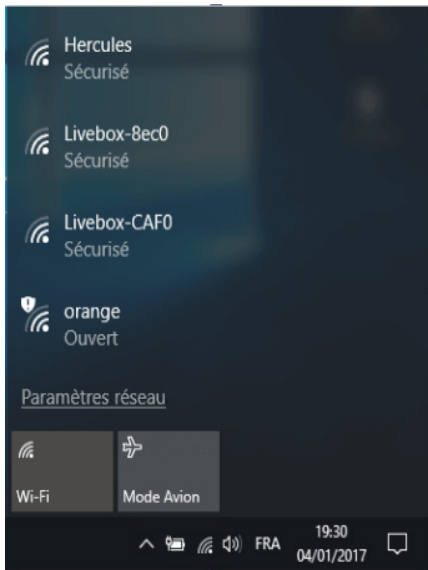 Hercules
Sécurisé
Livebox-8ec0
Sécurisé
Livebox-CAF0
Sécurisé
orange
Ouvert
Paramètres réseau
Wi-Fi
Mode Avion
FRA
19:30
04/01/2017